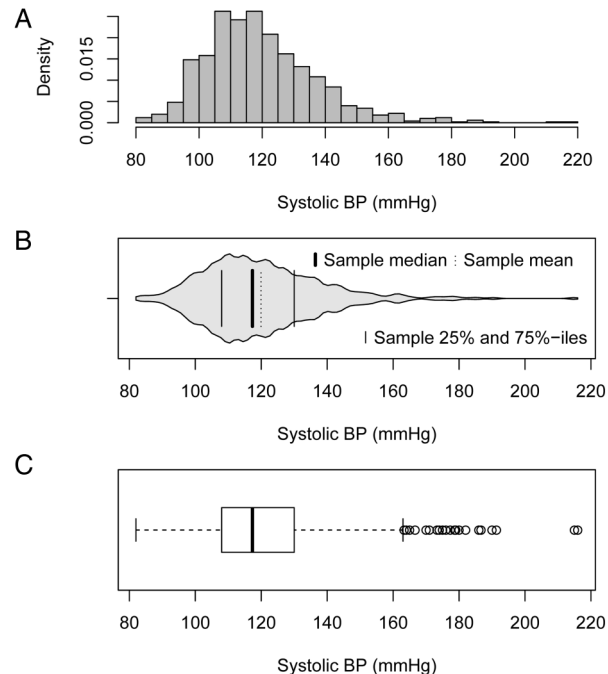 A
Density
0.000 0.015
80 100 120 140 160 180 200 220
Systolic BP (mmHg)
B
Sample median Sample mean
Sample 25% and 75%−iles
80 100 120 140 160 180 200 220
Systolic BP (mmHg)
C
80 100 120 140 160 180 200 220
Systolic BP (mmHg)